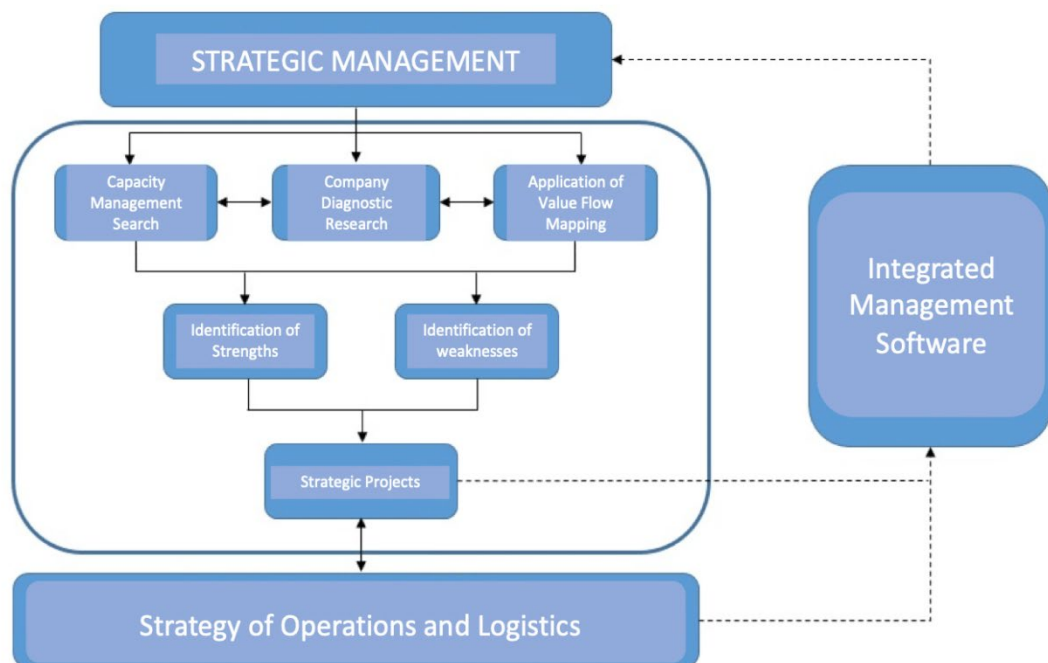 STRATEGIC MANAGEMENT
Capacity
Management
Search
Company
Diagnostic
Research
Application of
Value Flow
Mapping
Identification of
Strengths
Identification of
weaknesses
Strategic Projects
Integrated
Management
Software
Strategy of Operations and Logistics